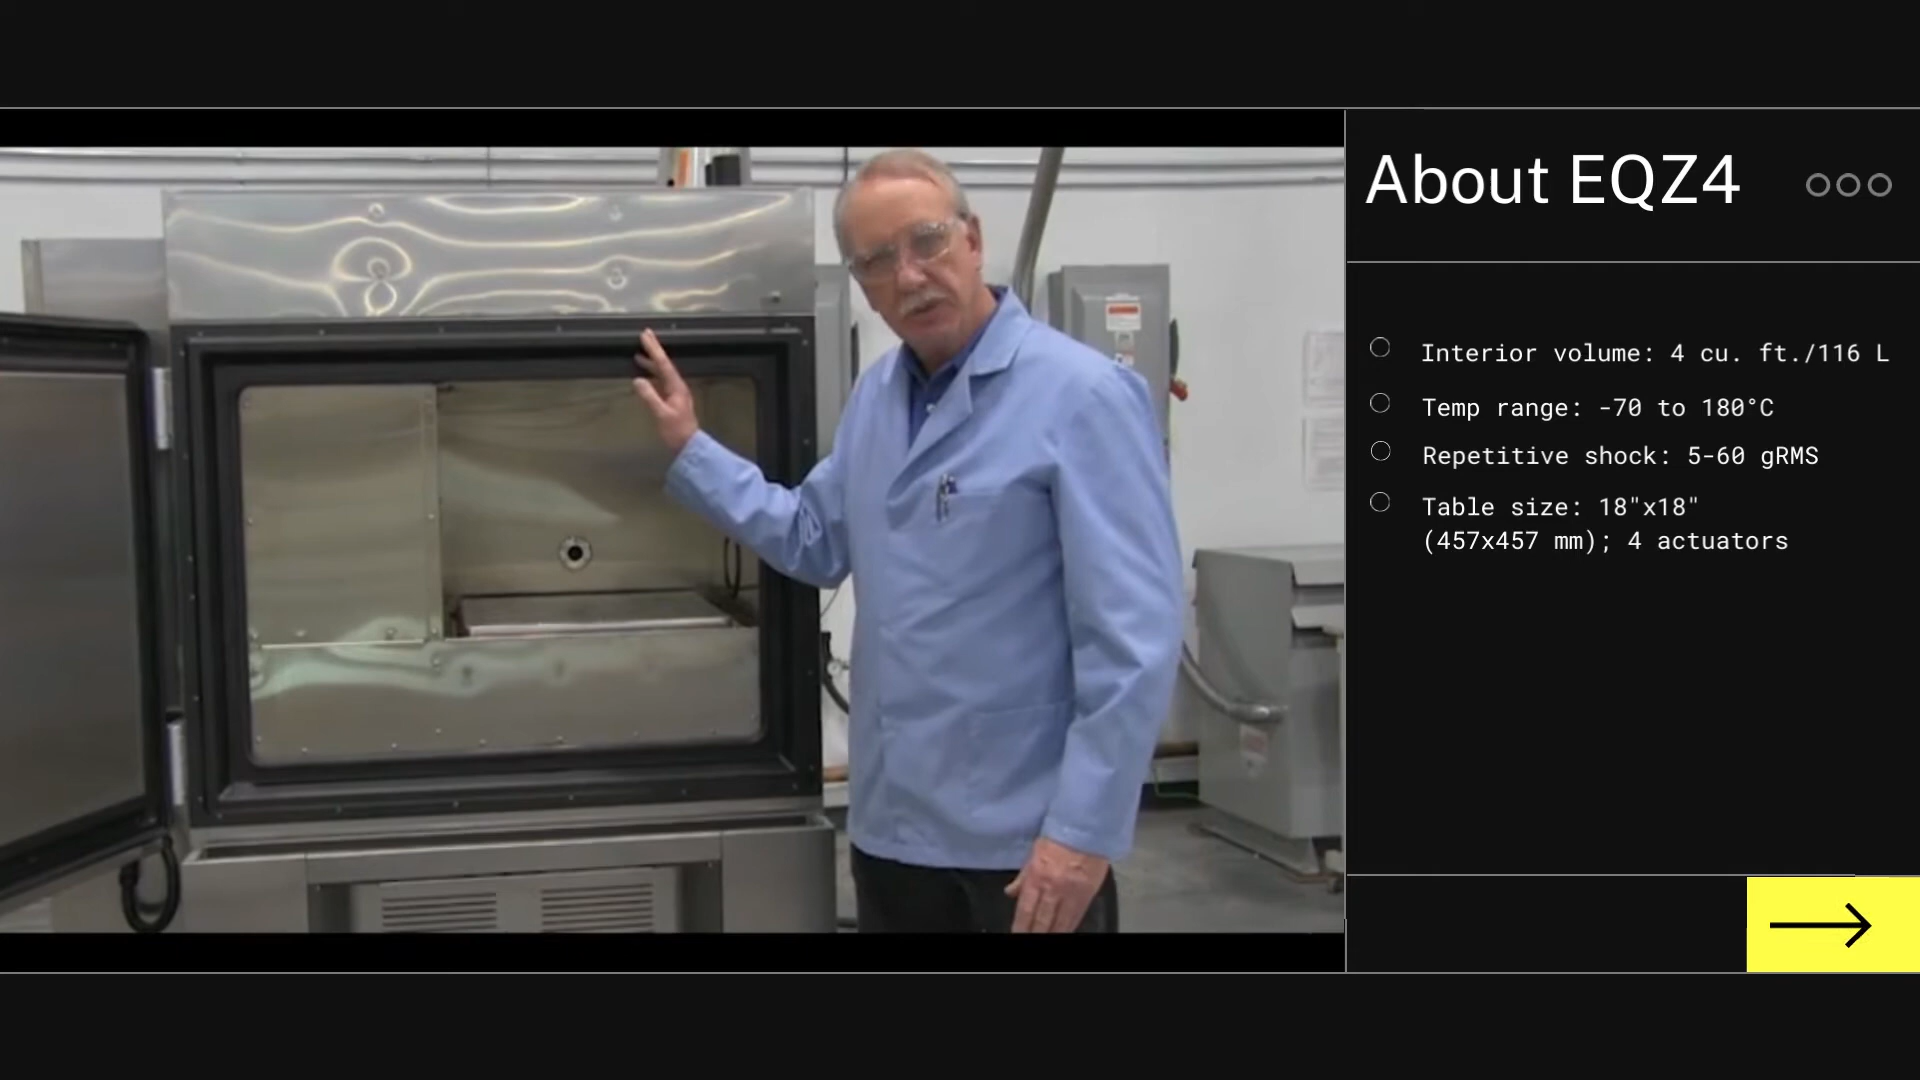 About EQZ4
Interior volume: 4 cu. ft./116 L
Temp range: -70 to 180°C
Repetitive shock: 5-60 gRMS
Table size: 18"x18"
(457x457 mm); 4 actuators